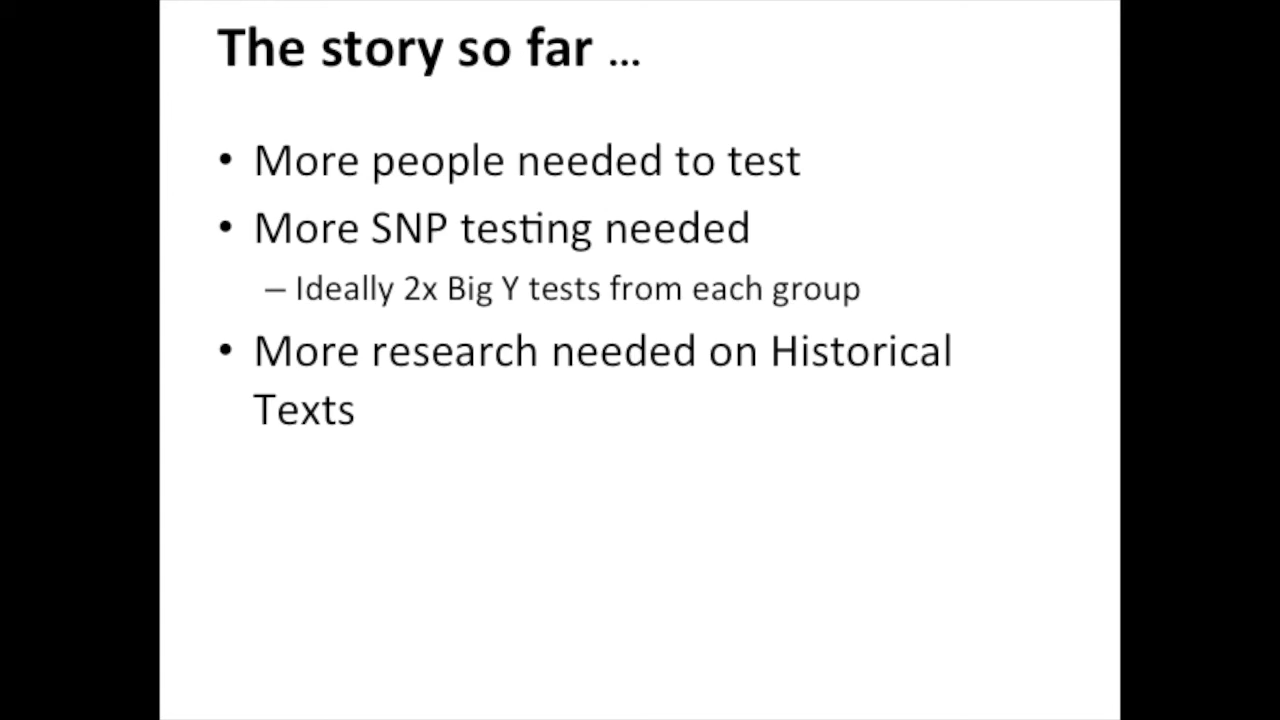 The story so far ...
• More people needed to test
• More SNP testing needed
– Ideally 2x Big Y tests from each group
• More research needed on Historical
Texts